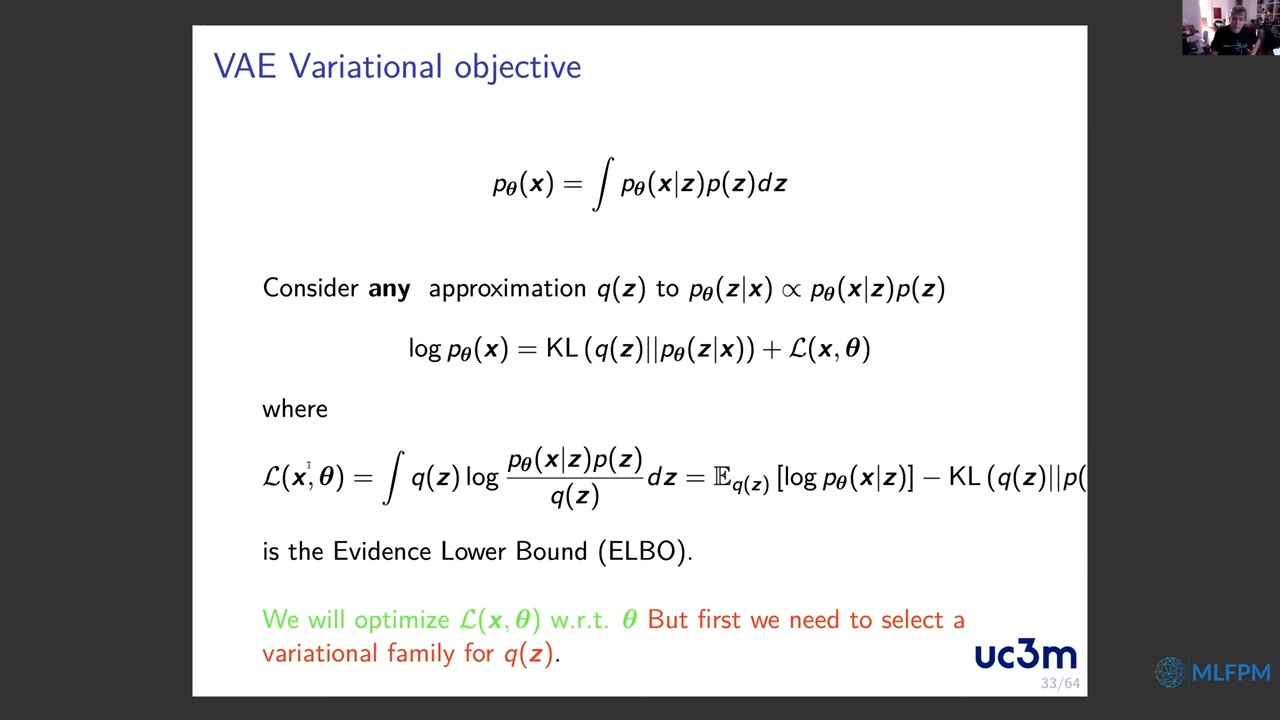 VAE Variational objective
pθ(x) = ∫ pθ(x|z)p(z)dz
Consider any approximation q(z) to pθ(z|x) ∝ pθ(x|z)p(z)
log pθ(x) = KL (q(z)||pθ(z|x)) + ℒ(x, θ)
where
ℒ(x, θ) = ∫ q(z) log pθ(x|z)p(z)/q(z) dz = 𝔼q(z) [log pθ(x|z)] − KL (q(z)||p(
is the Evidence Lower Bound (ELBO).
We will optimize ℒ(x, θ) w.r.t. θ But first we need to select a
variational family for q(z).
uc3m
33/64
MLFPM